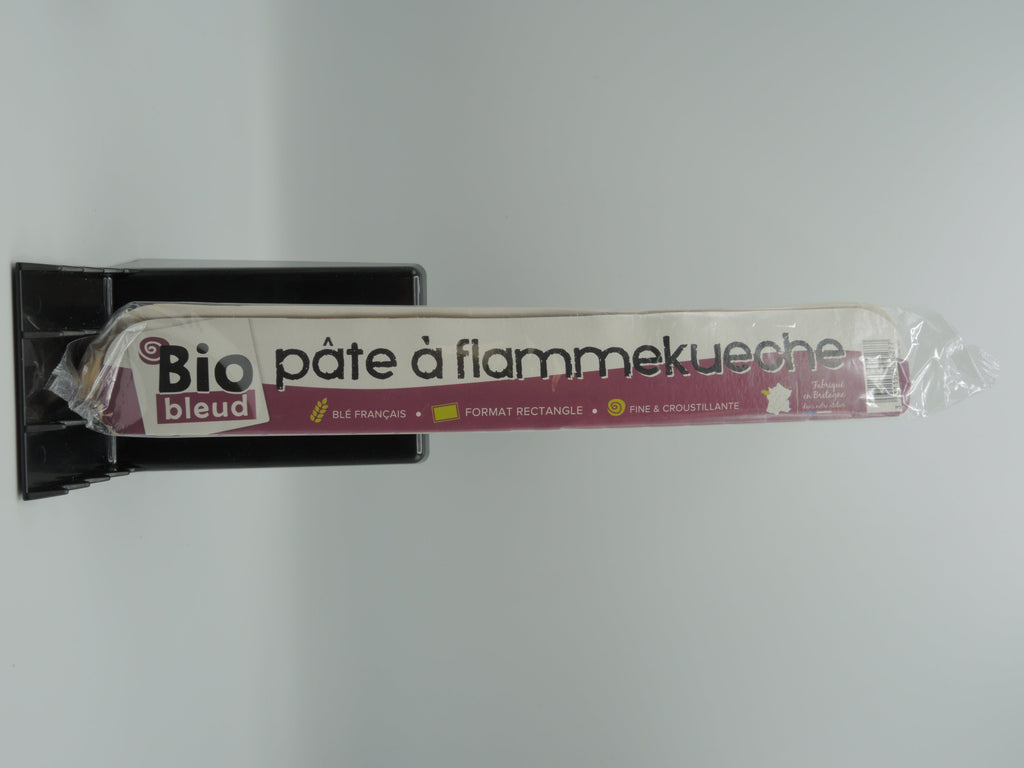 Bio
bleud
pâte à flammekueche
BLÉ FRANÇAIS • FORMAT RECTANGLE • FINE & CROUSTILLANTE
Fabriqué
en Bretagne